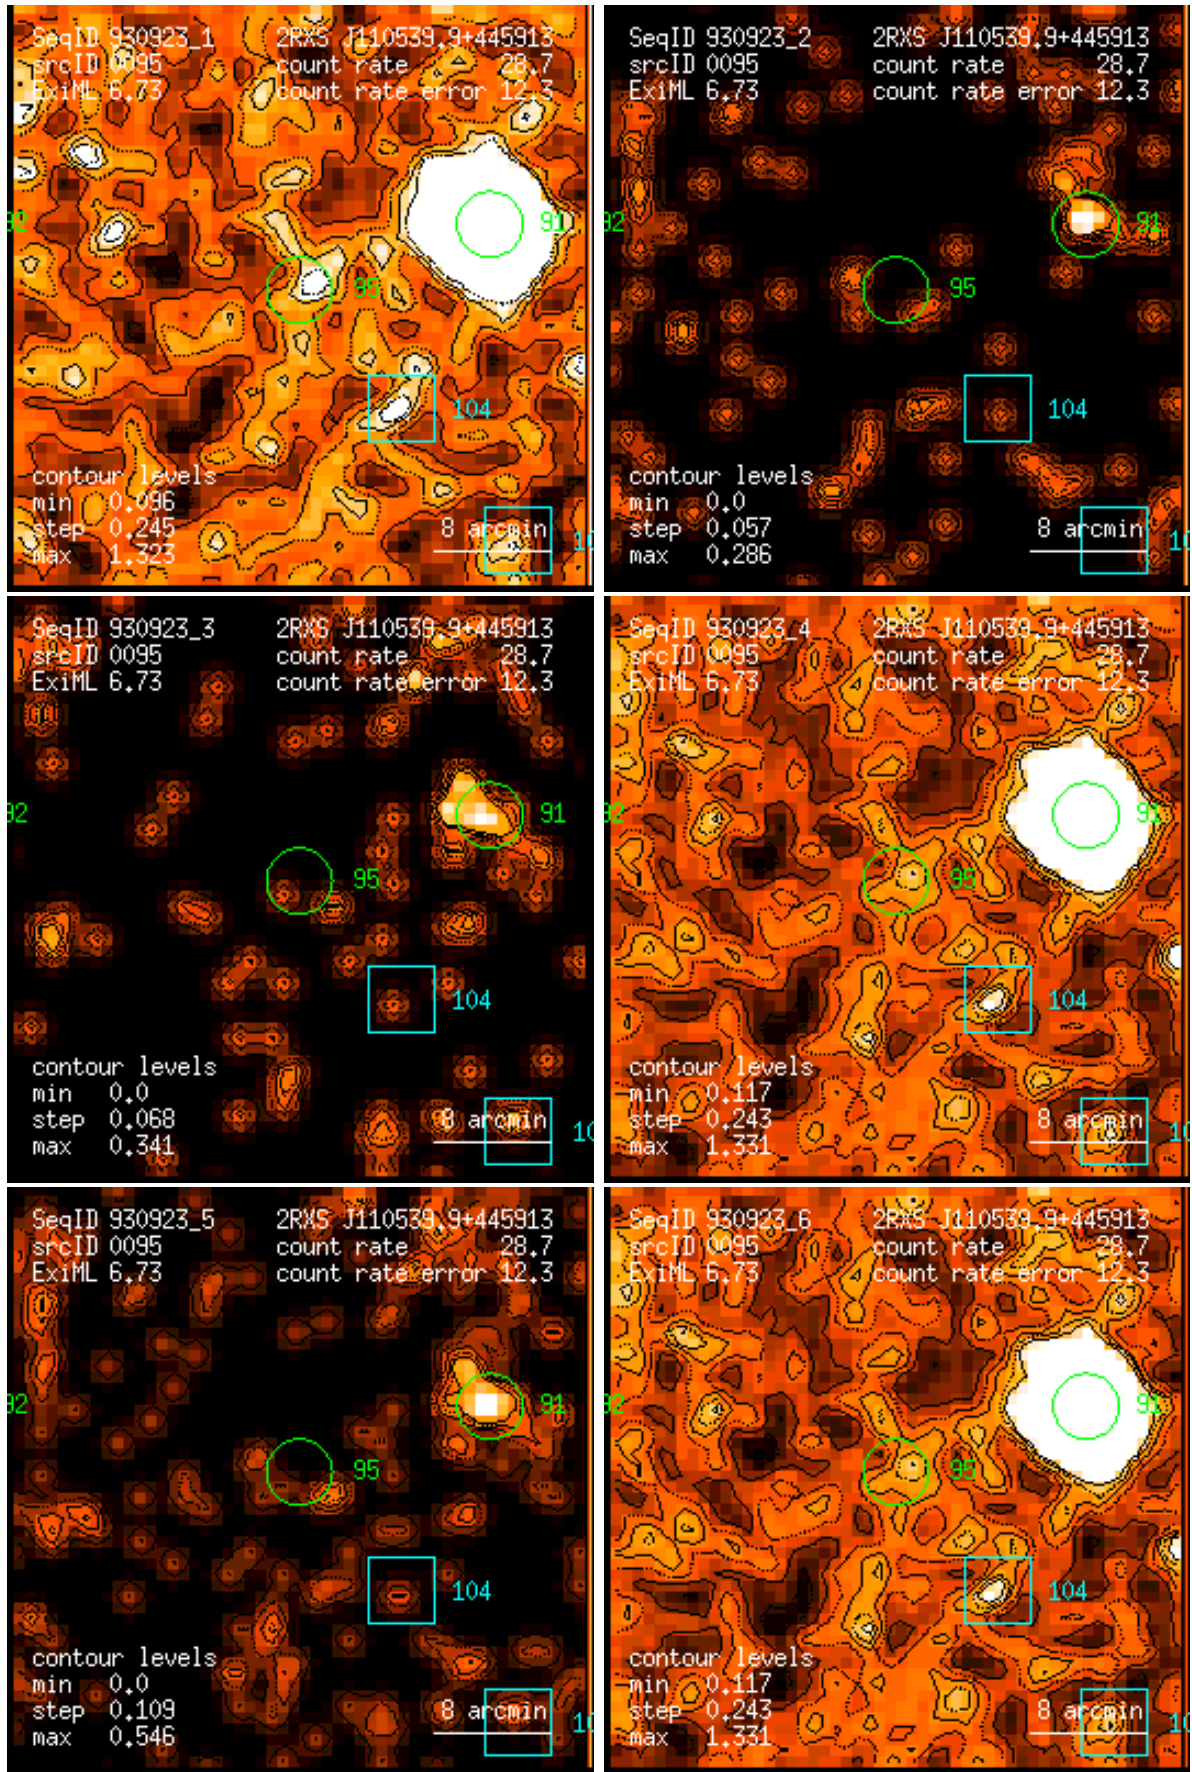 SeqID 930923_1 2RXS J110539.9+445913
srcID 0095 count rate 28.7
ExiML 6.73 count rate error 12.3
92 91
95
104
contour levels
min 0.096
step 0.245 8 arcmin 10
max 1.323
SeqID 930923_2 2RXS J110539.9+445913
srcID 0095 count rate 28.7
ExiML 6.73 count rate error 12.3
92 91
95
104
contour levels
min 0.0
step 0.057 8 arcmin 10
max 0.286
SeqID 930923_3 2RXS J110539.9+445913
srcID 0095 count rate 28.7
ExiML 6.73 count rate error 12.3
92 91
95
104
contour levels
min 0.0
step 0.068 8 arcmin 10
max 0.341
SeqID 930923_4 2RXS J110539.9+445913
srcID 0095 count rate 28.7
ExiML 6.73 count rate error 12.3
92 91
95
104
contour levels
min 0.117
step 0.243 8 arcmin 10
max 1.331
SeqID 930923_5 2RXS J110539.9+445913
srcID 0095 count rate 28.7
ExiML 6.73 count rate error 12.3
92 91
95
104
contour levels
min 0.0
step 0.109 8 arcmin 10
max 0.546
SeqID 930923_6 2RXS J110539.9+445913
srcID 0095 count rate 28.7
ExiML 6.73 count rate error 12.3
92 91
95
104
contour levels
min 0.117
step 0.243 8 arcmin 10
max 1.331